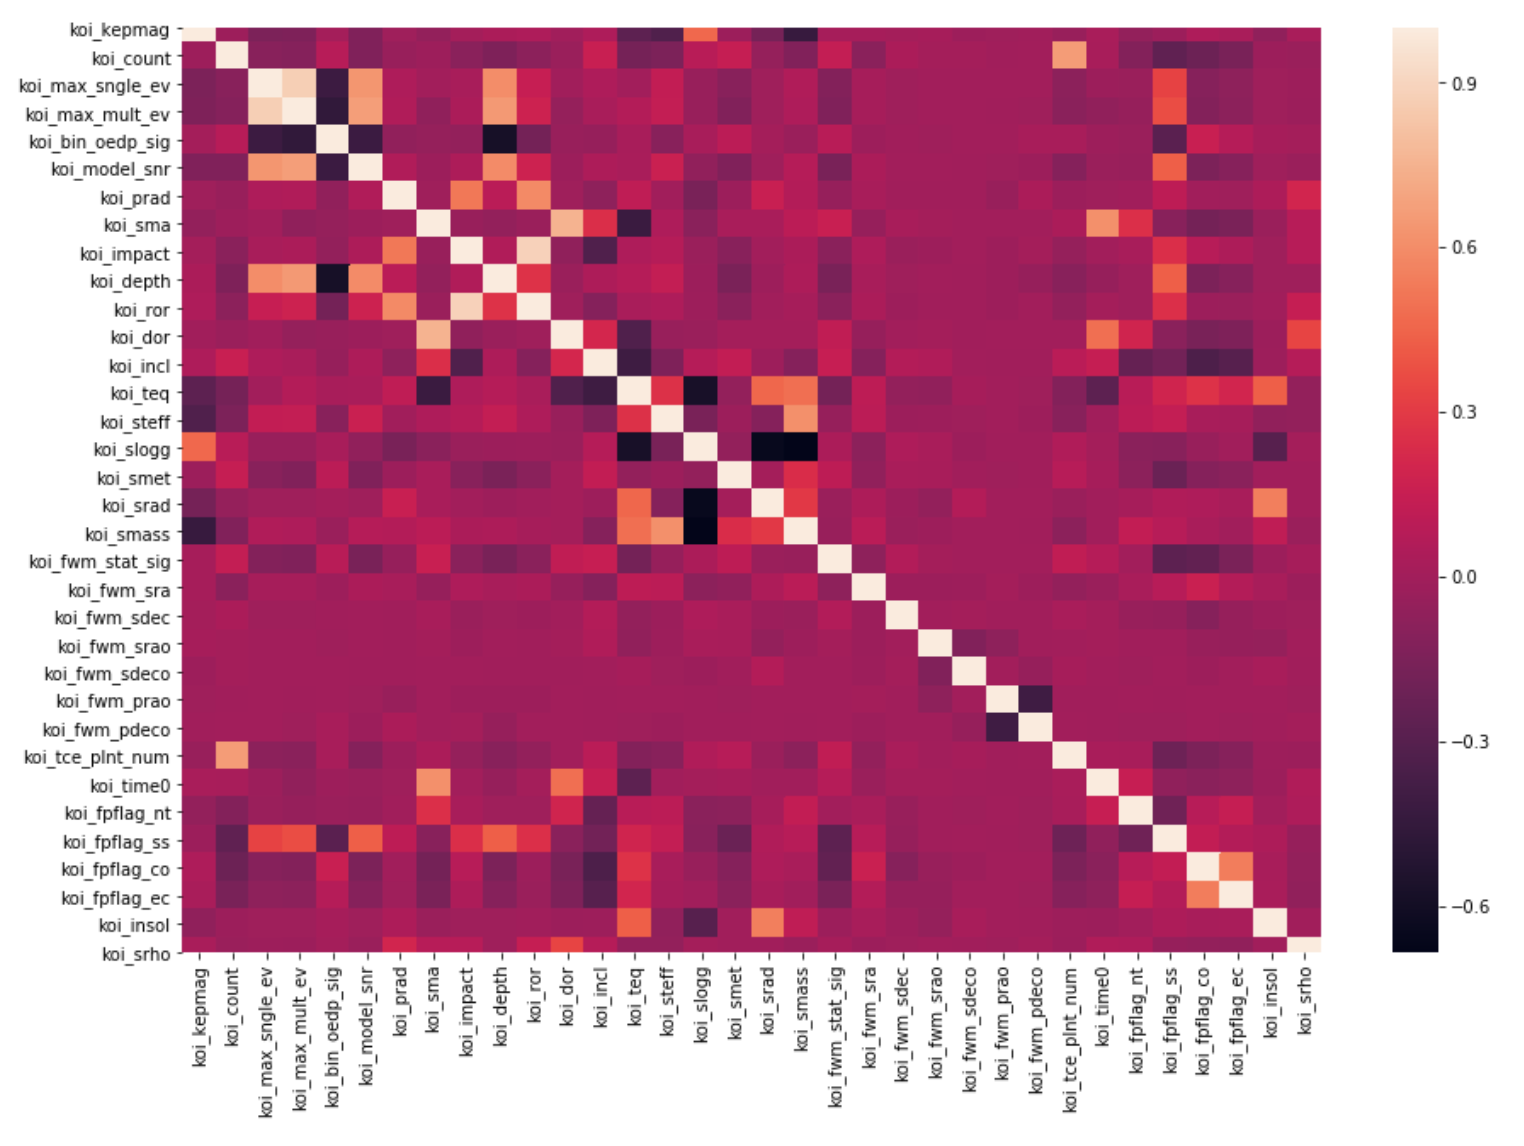 koi_kepmag
koi_count
koi_max_sngle_ev
koi_max_mult_ev
koi_bin_oedp_sig
koi_model_snr
koi_prad
koi_sma
koi_impact
koi_depth
koi_ror
koi_dor
koi_incl
koi_teq
koi_steff
koi_slogg
koi_smet
koi_srad
koi_smass
koi_fwm_stat_sig
koi_fwm_sra
koi_fwm_sdec
koi_fwm_srao
koi_fwm_sdeco
koi_fwm_prao
koi_fwm_pdeco
koi_tce_plnt_num
koi_time0
koi_fpflag_nt
koi_fpflag_ss
koi_fpflag_co
koi_fpflag_ec
koi_insol
koi_srho
koi_kepmag
koi_count
koi_max_sngle_ev
koi_max_mult_ev
koi_bin_oedp_sig
koi_model_snr
koi_prad
koi_sma
koi_impact
koi_depth
koi_ror
koi_dor
koi_incl
koi_teq
koi_steff
koi_slogg
koi_smet
koi_srad
koi_smass
koi_fwm_stat_sig
koi_fwm_sra
koi_fwm_sdec
koi_fwm_srao
koi_fwm_sdeco
koi_fwm_prao
koi_fwm_pdeco
koi_tce_plnt_num
koi_time0
koi_fpflag_nt
koi_fpflag_ss
koi_fpflag_co
koi_fpflag_ec
koi_insol
koi_srho
0.9
0.6
0.3
0.0
−0.3
−0.6